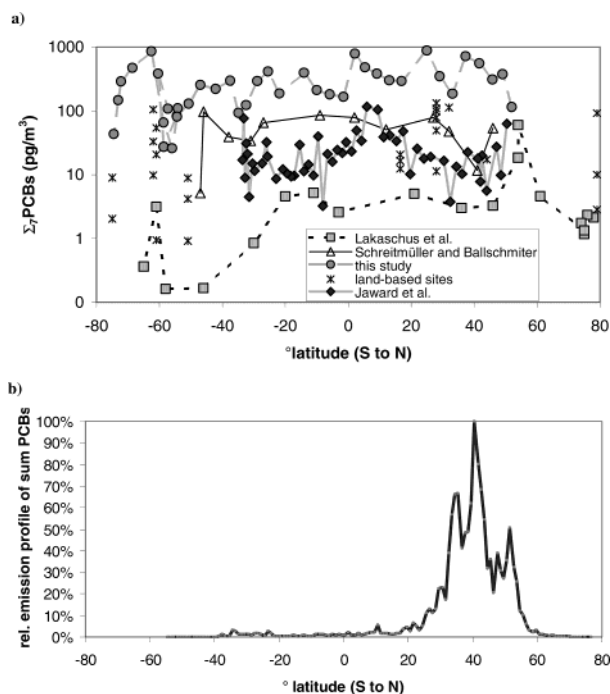 a)
Σ7PCBs (pg/m³)
1000
100
10
1
0
-80 -60 -40 -20 0 20 40 60 80
°latitude (S to N)
Lakaschus et al.
Schreitmüller and Ballschmiter
this study
land-based sites
Jaward et al.
b)
rel. emission profile of sum PCBs
100%
90%
80%
70%
60%
50%
40%
30%
20%
10%
0%
-80 -60 -40 -20 0 20 40 60 80
° latitude (S to N)